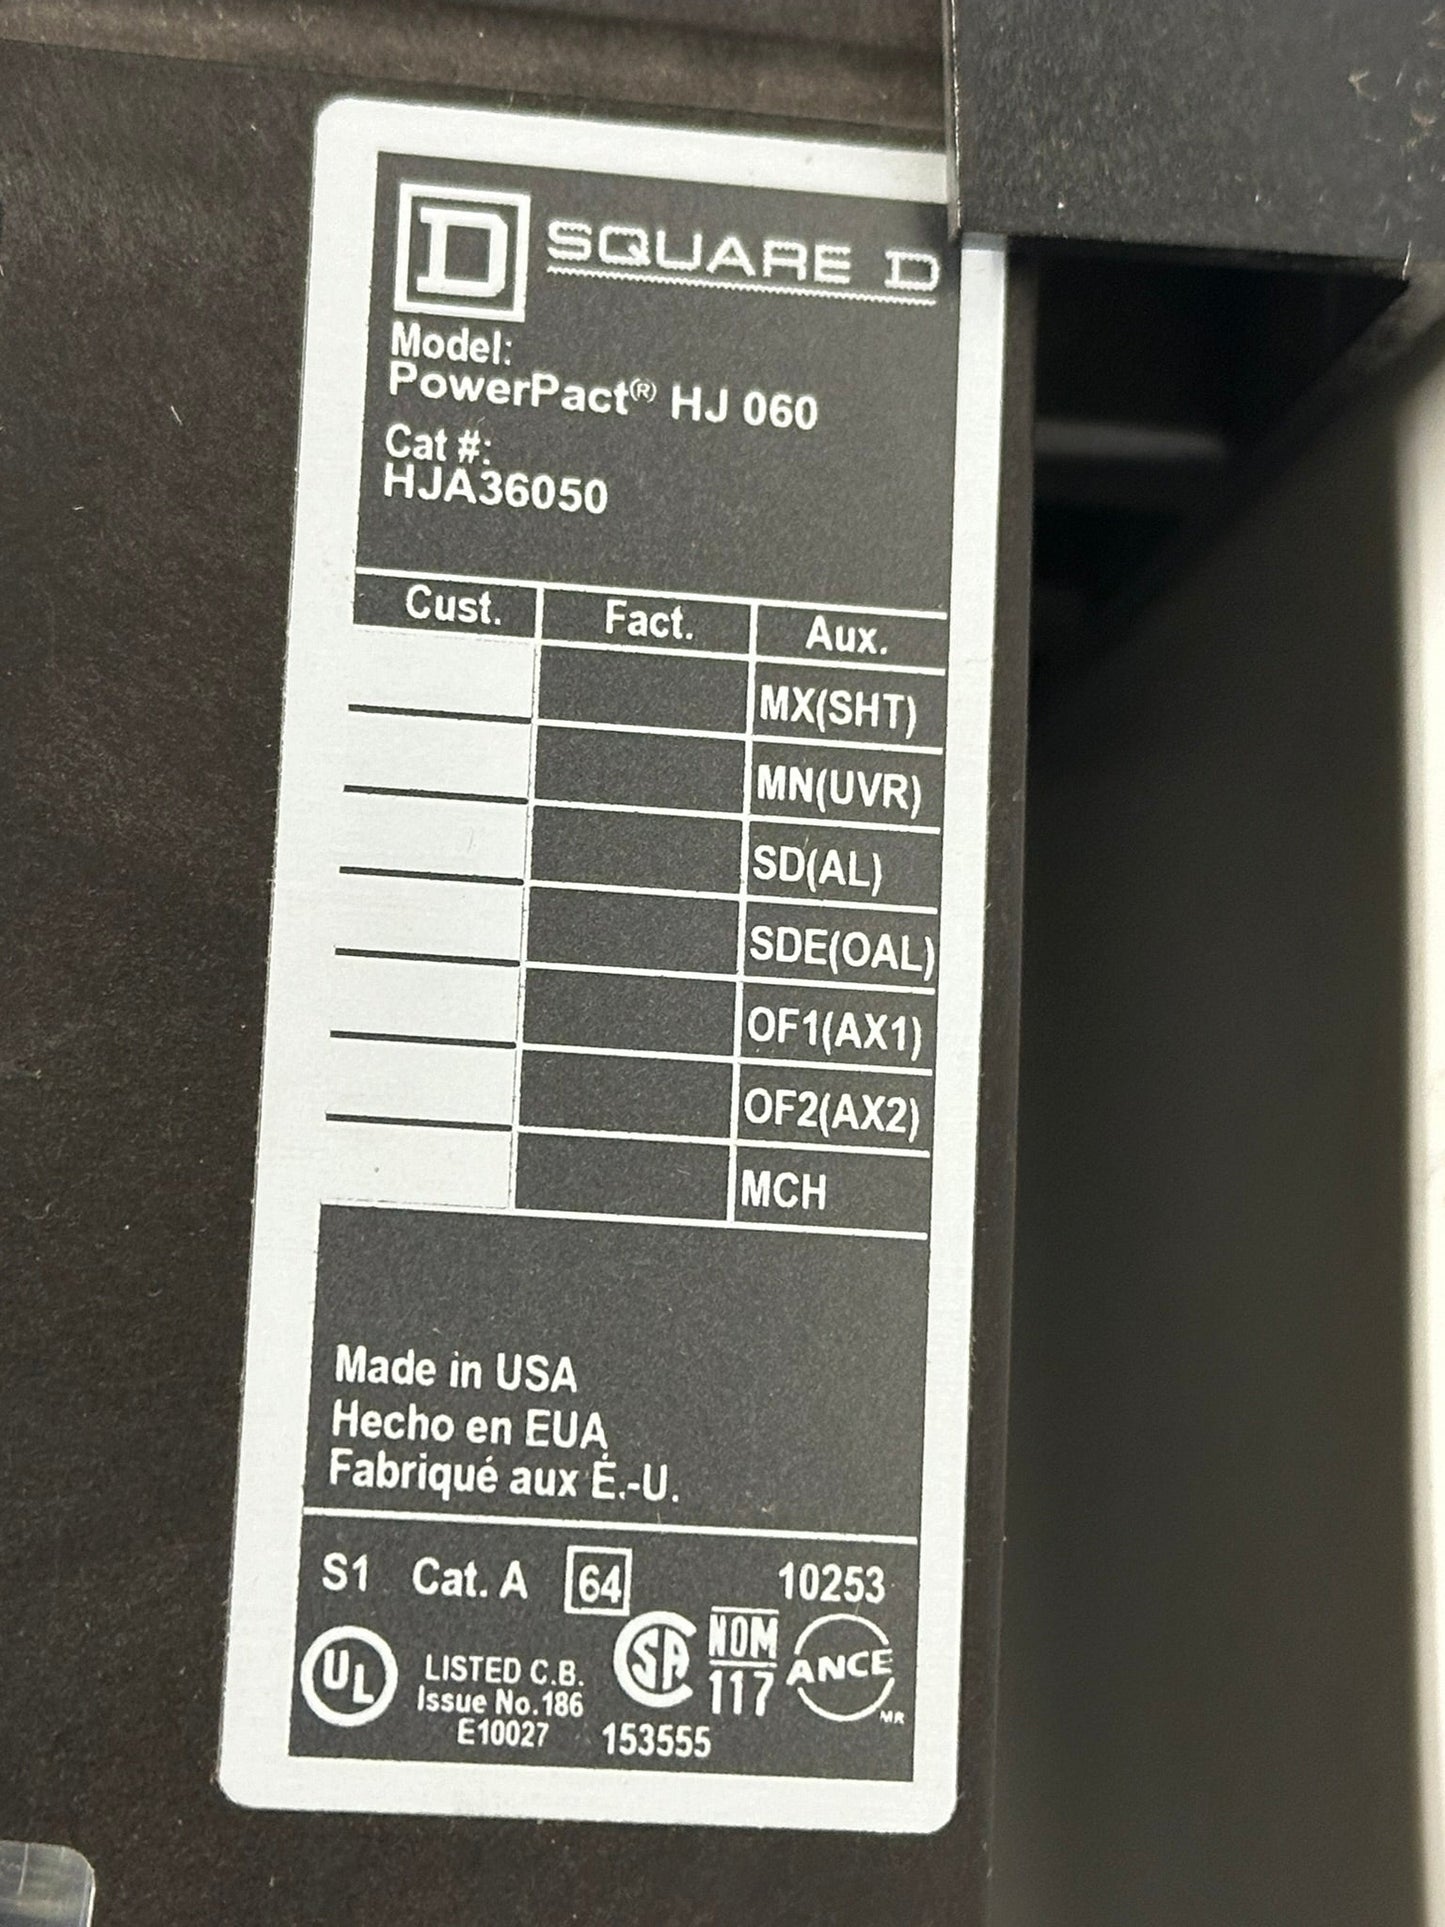 D SQUARE D
Model:
PowerPact® HJ 060
Cat #:
HJA36050
Cust. Fact. Aux.
MX(SHT)
MN(UVR)
SD(AL)
SDE(OAL)
OF1(AX1)
OF2(AX2)
MCH
Made in USA
Hecho en EUA
Fabriqué aux É.-U.
S1 Cat. A 64 10253
UL LISTED C.B. SA NOM ANCE
Issue No.186 117 MR
E10027 153555